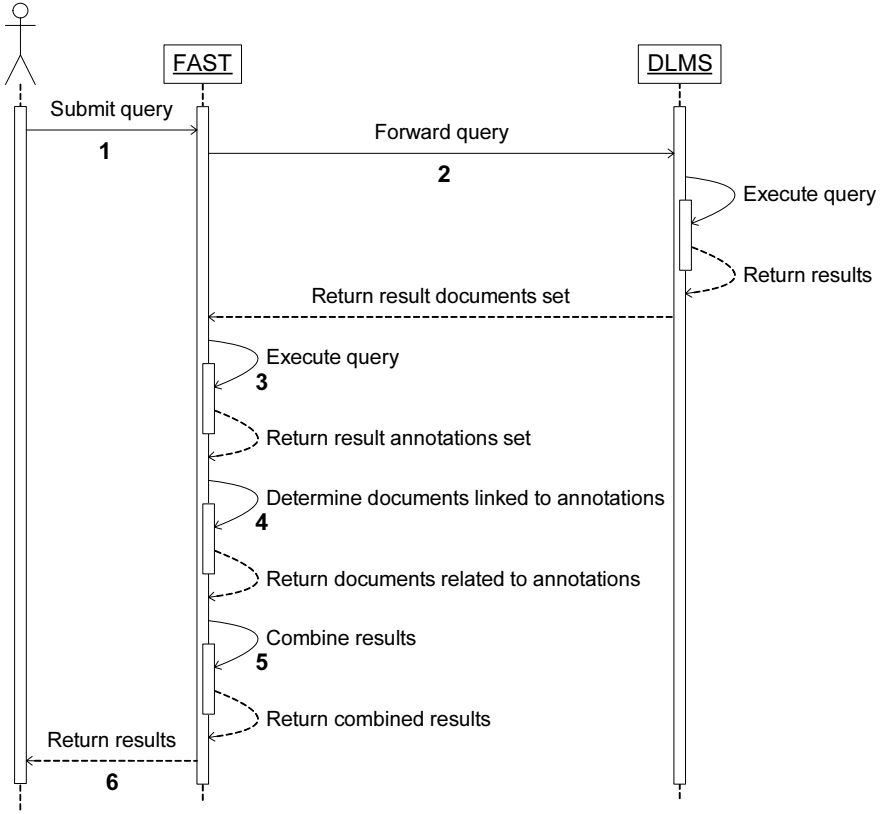 FAST
DLMS
Submit query
1
Forward query
2
Execute query
Return results
Return result documents set
Execute query
3
Return result annotations set
Determine documents linked to annotations
4
Return documents related to annotations
Combine results
5
Return combined results
Return results
6